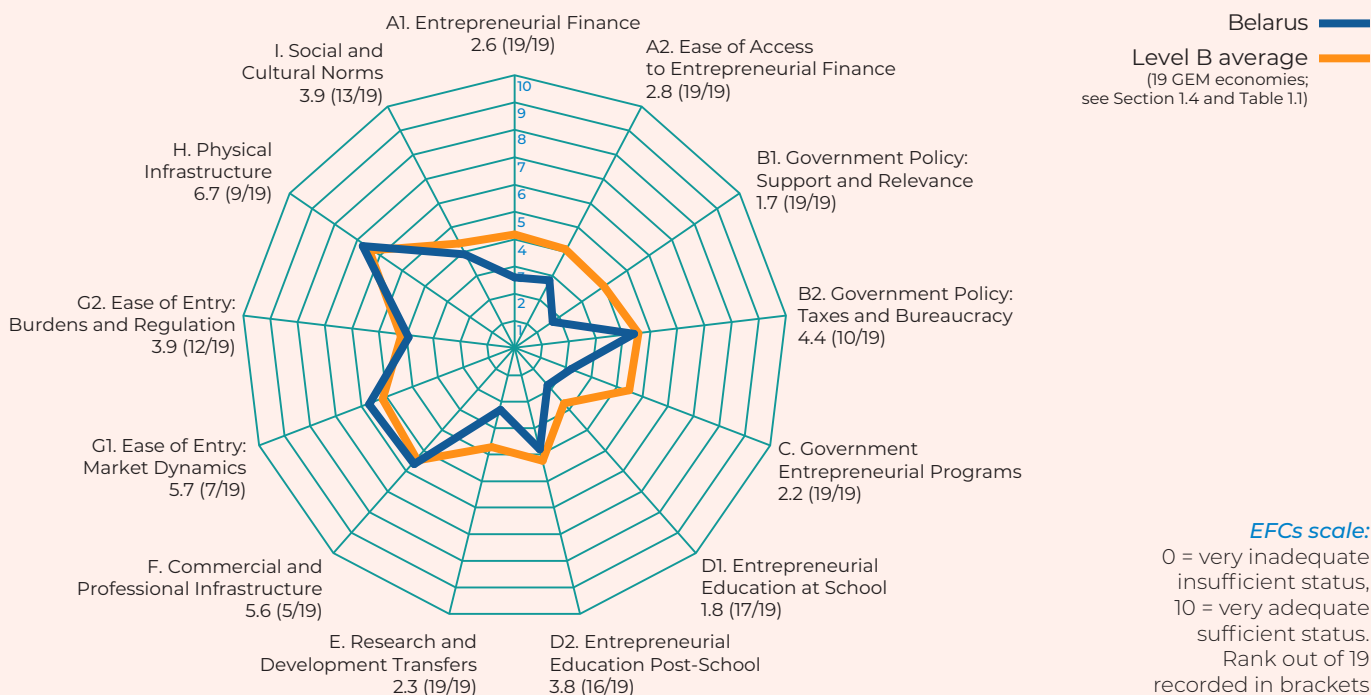 A1. Entrepreneurial Finance
2.6 (19/19)
A2. Ease of Access
to Entrepreneurial Finance
2.8 (19/19)
B1. Government Policy:
Support and Relevance
1.7 (19/19)
B2. Government Policy:
Taxes and Bureaucracy
4.4 (10/19)
C. Government
Entrepreneurial Programs
2.2 (19/19)
D1. Entrepreneurial
Education at School
1.8 (17/19)
D2. Entrepreneurial
Education Post-School
3.8 (16/19)
E. Research and
Development Transfers
2.3 (19/19)
F. Commercial and
Professional Infrastructure
5.6 (5/19)
G1. Ease of Entry:
Market Dynamics
5.7 (7/19)
G2. Ease of Entry:
Burdens and Regulation
3.9 (12/19)
H. Physical
Infrastructure
6.7 (9/19)
I. Social and
Cultural Norms
3.9 (13/19)
10
9
8
7
6
5
4
3
2
1
Belarus
Level B average
(19 GEM economies;
see Section 1.4 and Table 1.1)
EFCs scale:
0 = very inadequate
insufficient status,
10 = very adequate
sufficient status.
Rank out of 19
recorded in brackets